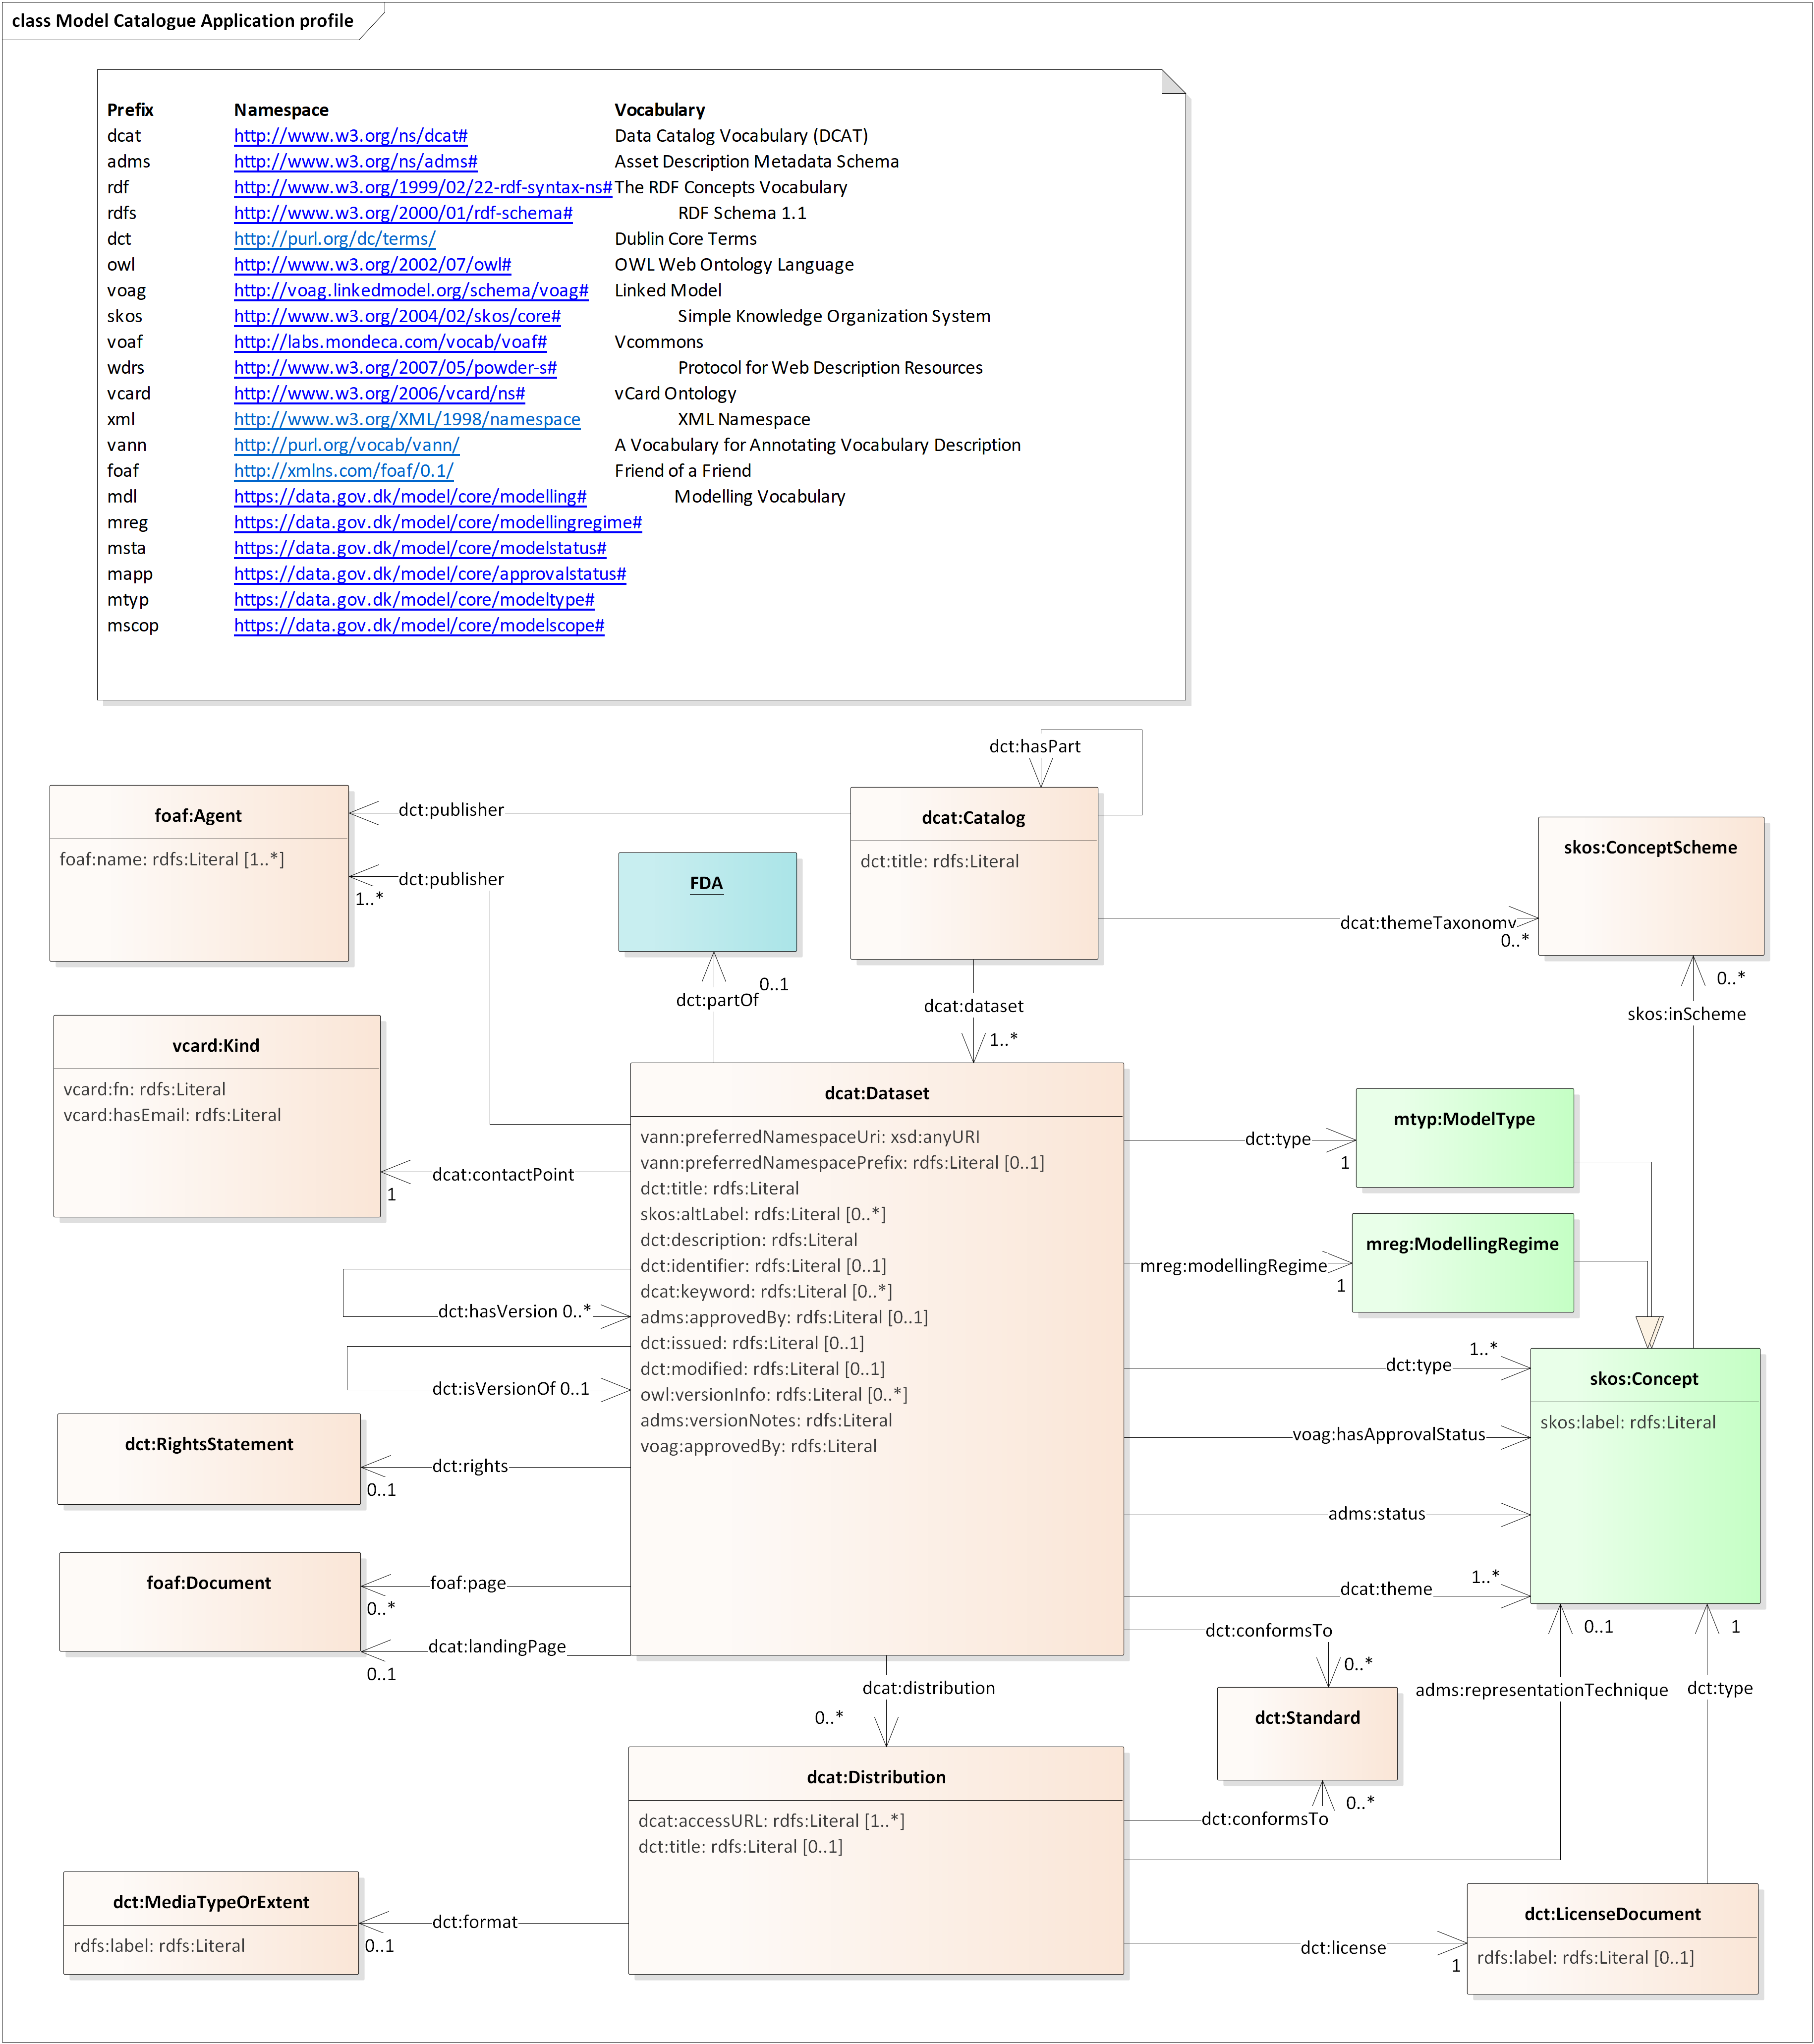 class Model Catalogue Application profile
Prefix Namespace Vocabulary
dcat http://www.w3.org/ns/dcat# Data Catalog Vocabulary (DCAT)
adms http://www.w3.org/ns/adms# Asset Description Metadata Schema
rdf http://www.w3.org/1999/02/22-rdf-syntax-ns# The RDF Concepts Vocabulary
rdfs http://www.w3.org/2000/01/rdf-schema# RDF Schema 1.1
dct http://purl.org/dc/terms/ Dublin Core Terms
owl http://www.w3.org/2002/07/owl# OWL Web Ontology Language
voag http://voag.linkedmodel.org/schema/voag# Linked Model
skos http://www.w3.org/2004/02/skos/core# Simple Knowledge Organization System
voaf http://labs.mondeca.com/vocab/voaf# Vcommons
wdrs http://www.w3.org/2007/05/powder-s# Protocol for Web Description Resources
vcard http://www.w3.org/2006/vcard/ns# vCard Ontology
xml http://www.w3.org/XML/1998/namespace XML Namespace
vann http://purl.org/vocab/vann/ A Vocabulary for Annotating Vocabulary Description
foaf http://xmlns.com/foaf/0.1/ Friend of a Friend
mdl https://data.gov.dk/model/core/modelling# Modelling Vocabulary
mreg https://data.gov.dk/model/core/modellingregime#
msta https://data.gov.dk/model/core/modelstatus#
mapp https://data.gov.dk/model/core/approvalstatus#
mtyp https://data.gov.dk/model/core/modeltype#
mscop https://data.gov.dk/model/core/modelscope#
dct:hasPart
foaf:Agent
foaf:name: rdfs:Literal [1..*]
dct:publisher
dct:publisher
1..*
dcat:Catalog
dct:title: rdfs:Literal
FDA
0..1
dct:partOf
dcat:dataset
1..*
dcat:themeTaxonomy
0..*
skos:ConceptScheme
0..*
skos:inScheme
vcard:Kind
vcard:fn: rdfs:Literal
vcard:hasEmail: rdfs:Literal
dcat:contactPoint
1
dcat:Dataset
vann:preferredNamespaceUri: xsd:anyURI
vann:preferredNamespacePrefix: rdfs:Literal [0..1]
dct:title: rdfs:Literal
skos:altLabel: rdfs:Literal [0..*]
dct:description: rdfs:Literal
dct:identifier: rdfs:Literal [0..1]
dcat:keyword: rdfs:Literal [0..*]
adms:approvedBy: rdfs:Literal [0..1]
dct:issued: rdfs:Literal [0..1]
dct:modified: rdfs:Literal [0..1]
owl:versionInfo: rdfs:Literal [0..*]
adms:versionNotes: rdfs:Literal
voag:approvedBy: rdfs:Literal
dct:type
1
mtyp:ModelType
mreg:modellingRegime
1
mreg:ModellingRegime
dct:hasVersion 0..*
dct:isVersionOf 0..1
dct:type
1..*
voag:hasApprovalStatus
adms:status
dcat:theme
1..*
skos:Concept
skos:label: rdfs:Literal
dct:RightsStatement
dct:rights
0..1
foaf:Document
foaf:page
0..*
dcat:landingPage
0..1
dcat:distribution
0..*
dct:conformsTo
0..*
dct:Standard
0..*
dct:conformsTo
0..1
adms:representationTechnique
1
dct:type
dcat:Distribution
dcat:accessURL: rdfs:Literal [1..*]
dct:title: rdfs:Literal [0..1]
dct:MediaTypeOrExtent
rdfs:label: rdfs:Literal
dct:format
0..1
dct:license
1
dct:LicenseDocument
rdfs:label: rdfs:Literal [0..1]